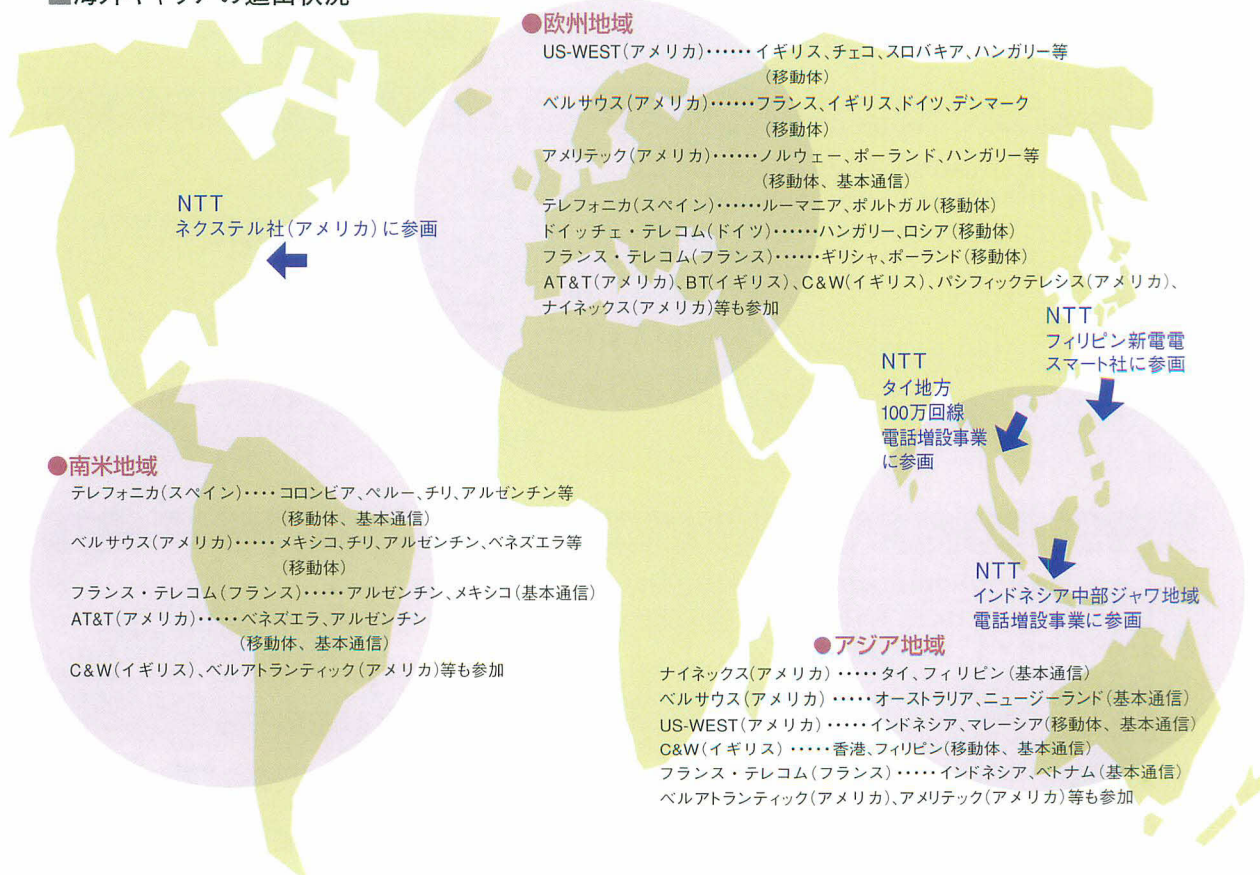 ■海外キャリアの進出状況
●欧州地域
US-WEST(アメリカ)‥‥‥イギリス、チェコ、スロバキア、ハンガリー等
(移動体)
ベルサウス(アメリカ)‥‥‥フランス、イギリス、ドイツ、デンマーク
(移動体)
アメリテック(アメリカ)‥‥‥ノルウェー、ポーランド、ハンガリー等
(移動体、基本通信)
テレフォニカ(スペイン)‥‥‥ルーマニア、ポルトガル(移動体)
ドイッチェ・テレコム(ドイツ)‥‥‥ハンガリー、ロシア(移動体)
フランス・テレコム(フランス)‥‥‥ギリシャ、ポーランド(移動体)
AT&T(アメリカ)、BT(イギリス)、C&W(イギリス)、パシフィックテレシス(アメリカ)、
ナイネックス(アメリカ)等も参加
NTT
ネクステル社(アメリカ)に参画
NTT
フィリピン新電電
スマート社に参画
NTT
タイ地方
100万回線
電話増設事業
に参画
NTT
インドネシア中部ジャワ地域
電話増設事業に参画
●南米地域
テレフォニカ(スペイン)‥‥コロンビア、ペルー、チリ、アルゼンチン等
(移動体、基本通信)
ベルサウス(アメリカ)‥‥・メキシコ、チリ、アルゼンチン、ベネズエラ等
(移動体)
フランス・テレコム(フランス)‥‥・アルゼンチン、メキシコ(基本通信)
AT&T(アメリカ)‥‥・ベネズエラ、アルゼンチン
(移動体、基本通信)
C&W(イギリス)、ベルアトランティック(アメリカ)等も参加
●アジア地域
ナイネックス(アメリカ)‥‥・タイ、フィリピン(基本通信)
ベルサウス(アメリカ)‥‥・オーストラリア、ニュージーランド(基本通信)
US-WEST(アメリカ)‥‥・インドネシア、マレーシア(移動体、基本通信)
C&W(イギリス)‥‥・香港、フィリピン(移動体、基本通信)
フランス・テレコム(フランス)‥‥・インドネシア、ベトナム(基本通信)
ベルアトランティック(アメリカ)、アメリテック(アメリカ)等も参加